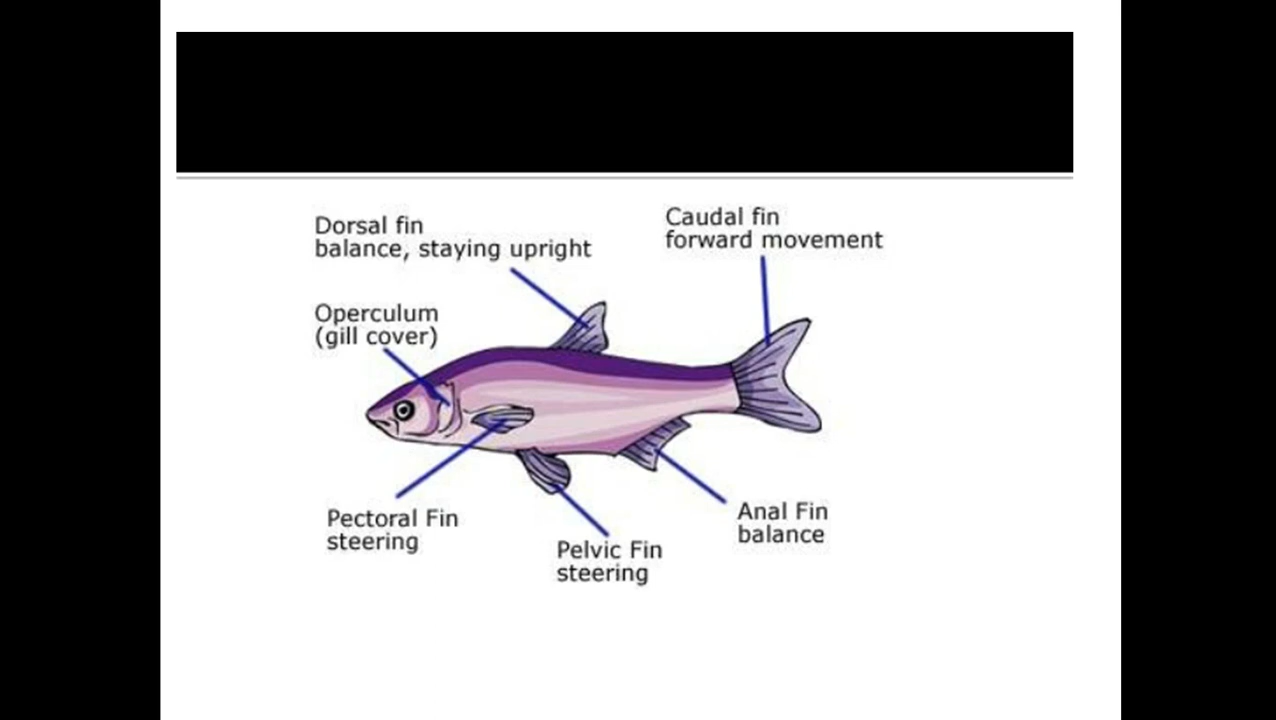 Dorsal fin
balance, staying upright
Caudal fin
forward movement
Operculum
(gill cover)
Pectoral Fin
steering
Pelvic Fin
steering
Anal Fin
balance